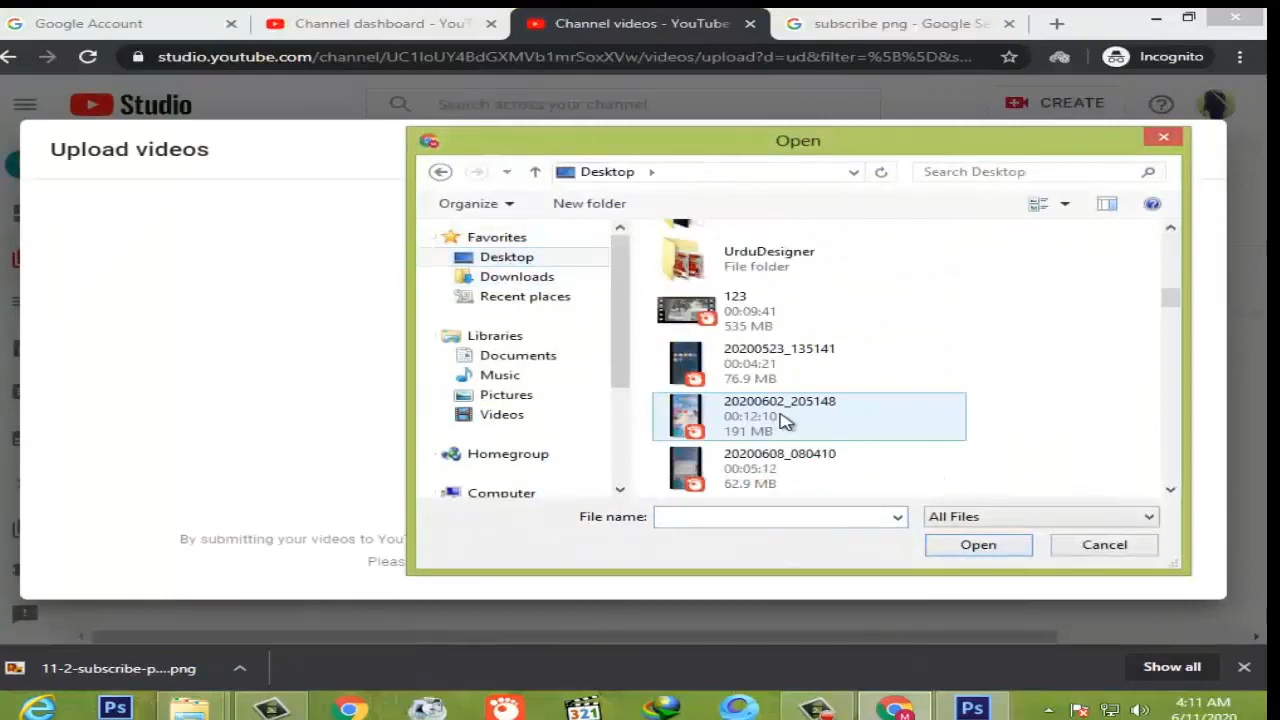 Google Account
Channel dashboard - YouT
Channel videos - YouTube
subscribe png - Google Se
studio.youtube.com/channel/UC1IoUY4BdGXMVb1mrSoxXVw/videos/upload?d=ud&filter=%5B%5D&s...
Incognito
Studio
Search across your channel
CREATE
Upload videos
Open
Desktop
Search Desktop
Organize
New folder
Favorites
Desktop
Downloads
Recent places
Libraries
Documents
Music
Pictures
Videos
Homegroup
Computer
UrduDesigner
File folder
123
00:09:41
535 MB
20200523_135141
00:04:21
76.9 MB
20200602_205148
00:12:10
191 MB
20200608_080410
00:05:12
62.9 MB
File name:
All Files
Open
Cancel
By submitting your videos to You
Pleas
11-2-subscribe-p....png
Show all
Ps
321
Ps
4:11 AM
6/11/2020